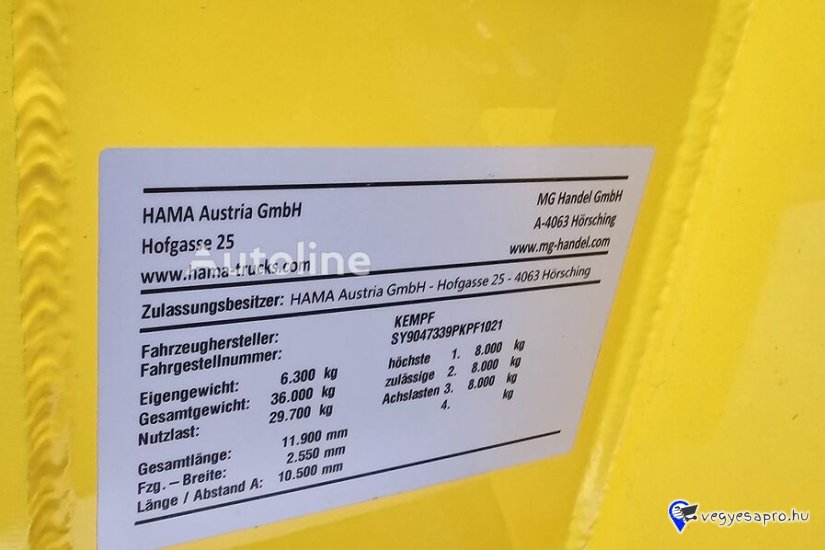 HAMA Austria GmbH
Hofgasse 25
www.hama-trucks.com
MG Handel GmbH
A-4063 Hörsching
www.mg-handel.com
Autoline
Zulassungsbesitzer: HAMA Austria GmbH - Hofgasse 25 - 4063 Hörsching
Fahrzeughersteller: KEMPF
Fahrgestellnummer: SY9047339PKPF1021
Eigengewicht: 6.300 kg
Gesamtgewicht: 36.000 kg
Nutzlast: 29.700 kg
höchste 1. 8.000 kg
zulässige 2. 8.000 kg
Achslasten 3. 8.000 kg
4. kg
Gesamtlänge: 11.900 mm
Fzg. – Breite: 2.550 mm
Länge / Abstand A: 10.500 mm
vegyesapro.hu